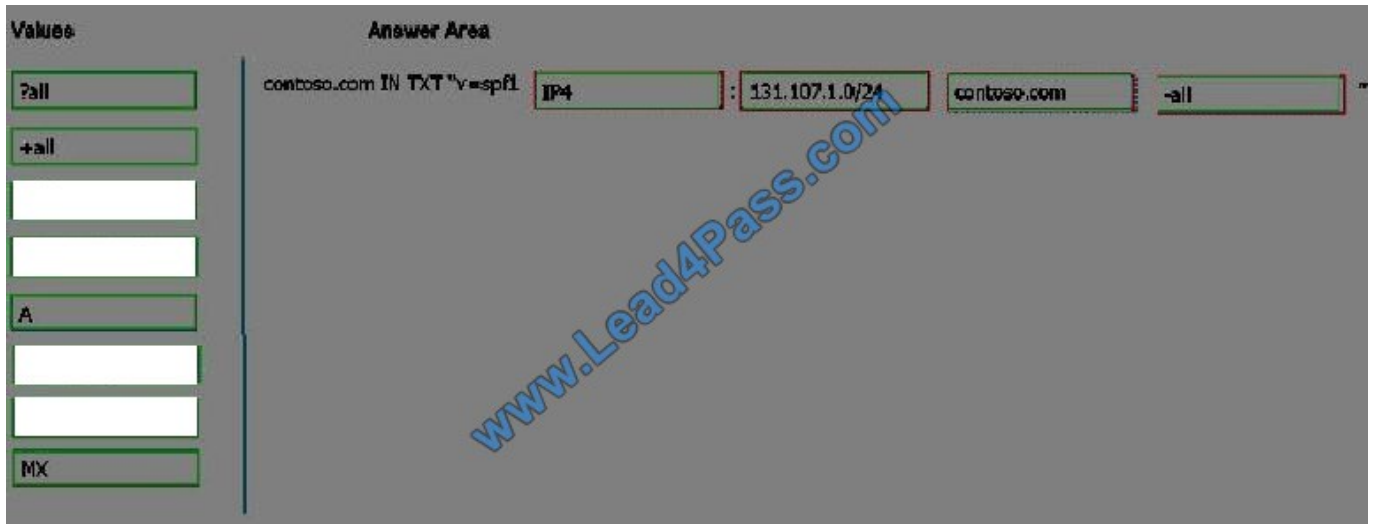 Values
Answer Area
?all
contoso.com IN TXT "v=spf1 IP4 : 131.107.1.0/24 contoso.com -all "
+all
A
MX
www.Lead4Pass.com